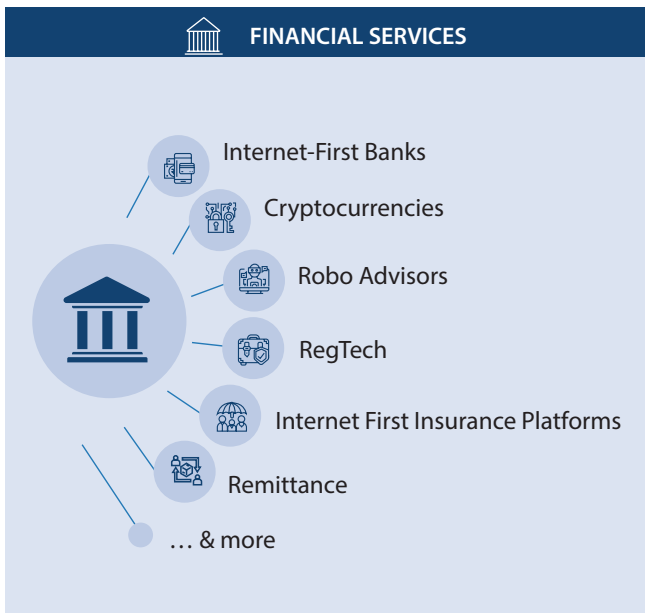 FINANCIAL SERVICES
Internet-First Banks
Cryptocurrencies
Robo Advisors
RegTech
Internet First Insurance Platforms
Remittance
… & more